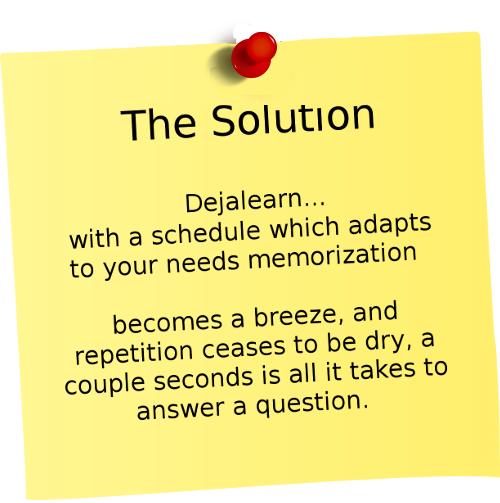 The Solution
Dejalearn...
with a schedule which adapts
to your needs memorization
becomes a breeze, and
repetition ceases to be dry, a
couple seconds is all it takes to
answer a question.